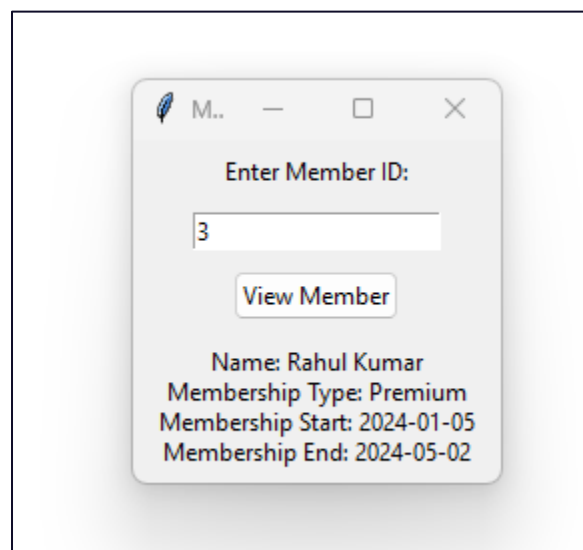 M..
Enter Member ID:
3
View Member
Name: Rahul Kumar
Membership Type: Premium
Membership Start: 2024-01-05
Membership End: 2024-05-02